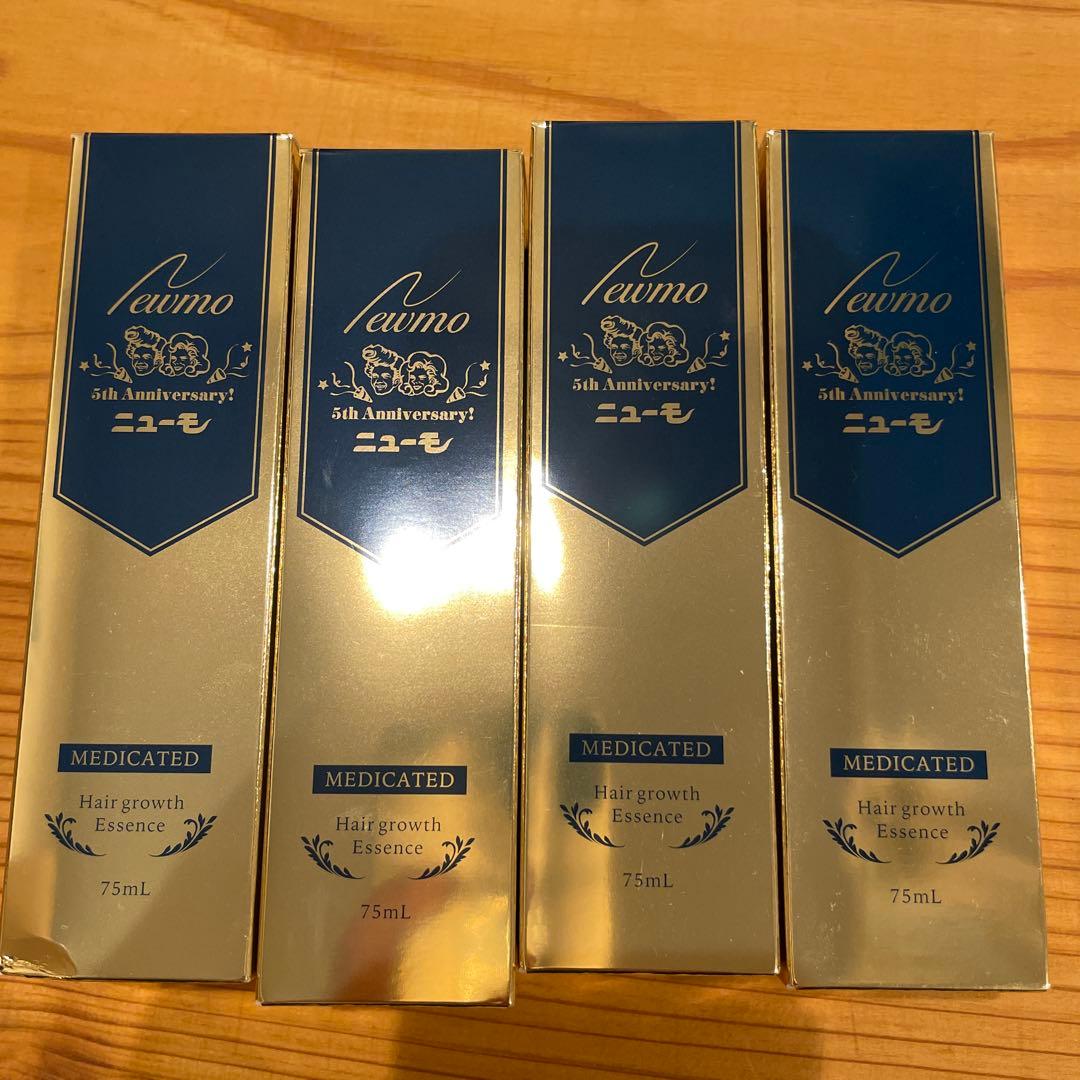 Newmo
5th Anniversary!
ニューモ
MEDICATED
Hair growth
Essence
75mL
Newmo
5th Anniversary!
ニューモ
MEDICATED
Hair growth
Essence
75mL
Newmo
5th Anniversary!
ニューモ
MEDICATED
Hair growth
Essence
75mL
Newmo
5th Anniversary!
ニューモ
MEDICATED
Hair growth
Essence
75mL